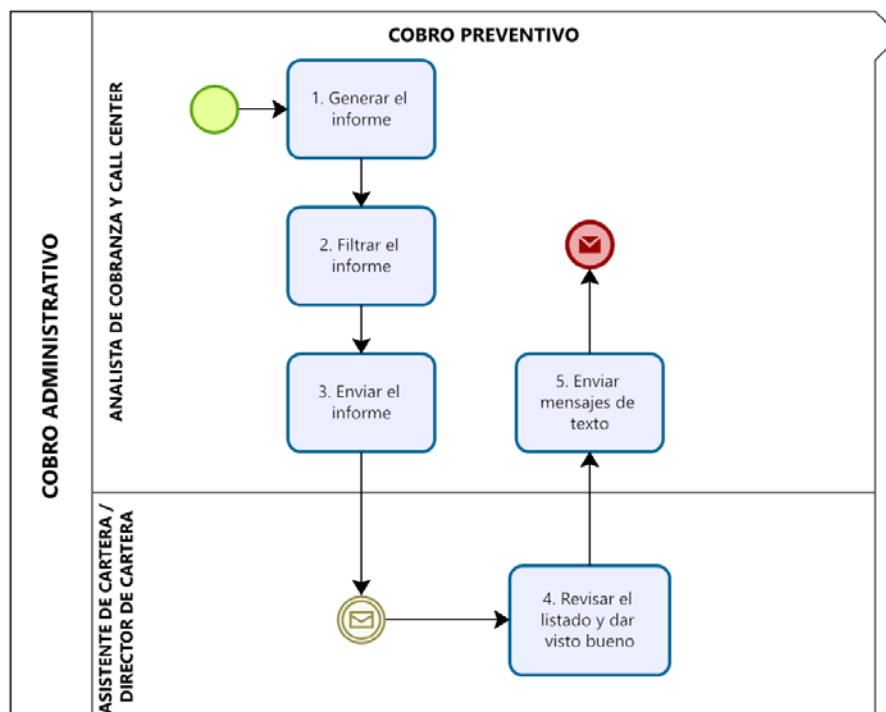 COBRO ADMINISTRATIVO
COBRO PREVENTIVO
ANALISTA DE COBRANZA Y CALL CENTER
1. Generar el
informe
2. Filtrar el
informe
3. Enviar el
informe
5. Enviar
mensajes de
texto
ASISTENTE DE CARTERA /
DIRECTOR DE CARTERA
4. Revisar el
listado y dar
visto bueno